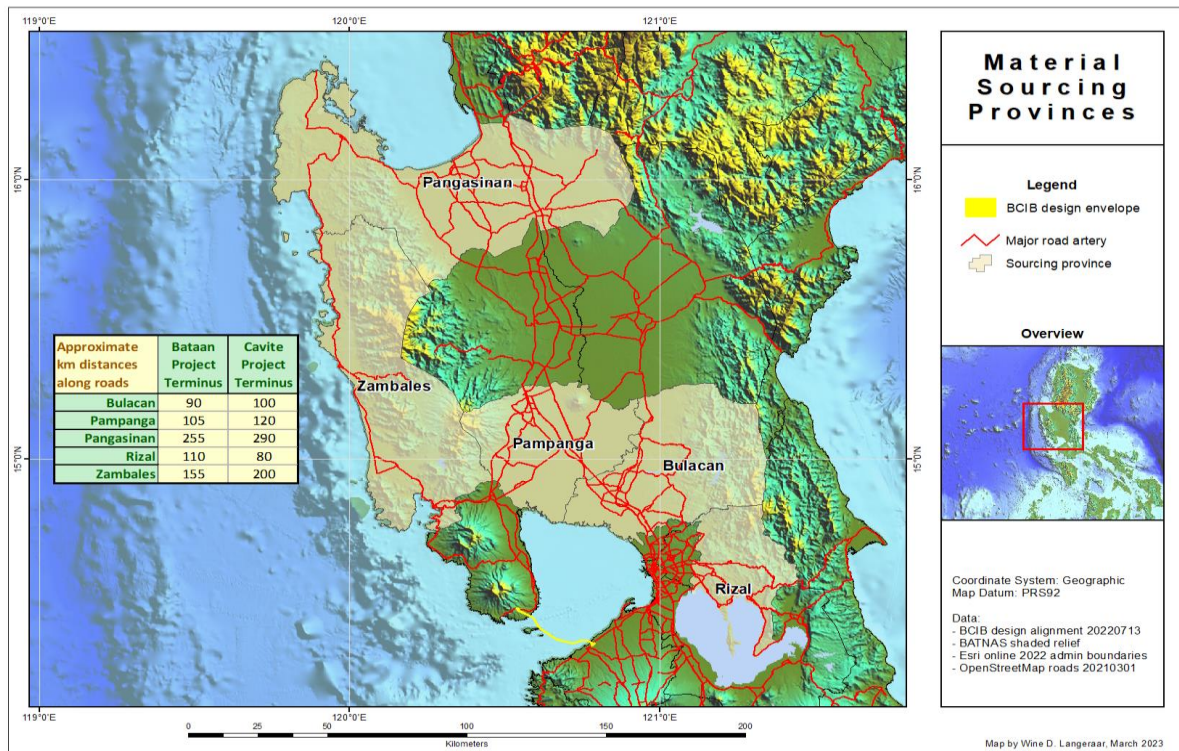 119°0'E 120°0'E 121°0'E
16°N
16°N
15°N
15°N
Pangasinan
Zambales
Pampanga
Bulacan
Rizal
Approximate km distances along roads | Bataan Project Terminus | Cavite Project Terminus
Bulacan 90 100
Pampanga 105 120
Pangasinan 255 290
Rizal 110 80
Zambales 155 200
119°0'E 120°0'E 121°0'E
0 25 50 100 150 200
Kilometers
Material
Sourcing
Provinces
Legend
BCIB design envelope
Major road artery
Sourcing province
Overview
Coordinate System: Geographic
Map Datum: PRS92
Data:
- BCIB design alignment 20220713
- BATNAS shaded relief
- Esri online 2022 admin boundaries
- OpenStreetMap roads 20210301
Map by Wine D. Langeraar, March 2023